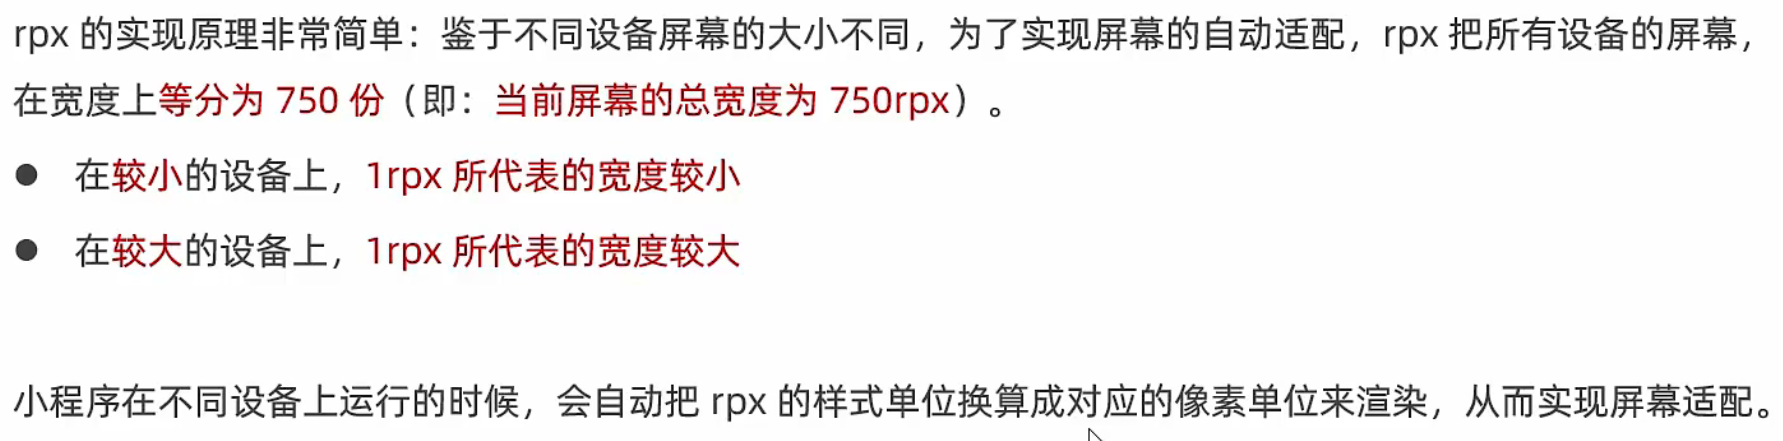 rpx 的实现原理非常简单：鉴于不同设备屏幕的大小不同，为了实现屏幕的自动适配，rpx 把所有设备的屏幕，
在宽度上等分为 750 份（即：当前屏幕的总宽度为 750rpx）。
● 在较小的设备上，1rpx 所代表的宽度较小
● 在较大的设备上，1rpx 所代表的宽度较大
小程序在不同设备上运行的时候，会自动把 rpx 的样式单位换算成对应的像素单位来渲染，从而实现屏幕适配。